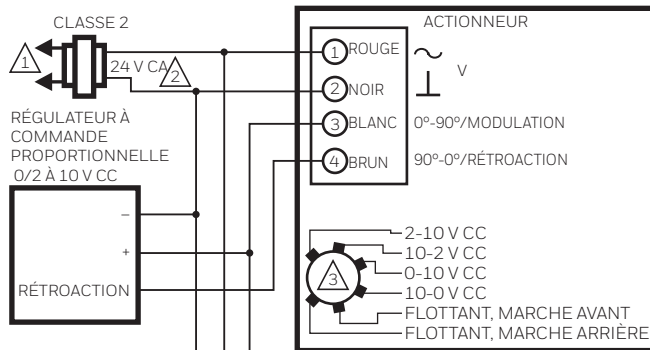 CLASSE 2
ACTIONNEUR
1
24 V CA
2
1 ROUGE
V
2 NOIR
RÉGULATEUR À
COMMANDE
PROPORTIONNELLE
0/2 À 10 V CC
3 BLANC
0°-90°/MODULATION
4 BRUN
90°-0°/RÉTROACTION
–
+
RÉTROACTION
3
2-10 V CC
10-2 V CC
0-10 V CC
10-0 V CC
FLOTTANT, MARCHE AVANT
FLOTTANT, MARCHE ARRIÈRE